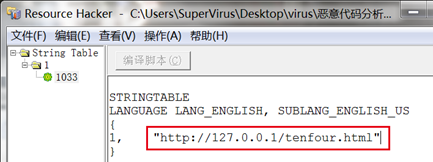 Resource Hacker - C:\Users\SuperVirus\Desktop\virus\恶意代码分析...
文件(F) 编辑(E) 查看(V) 操作(A) 帮助(H)
String Table
1
1033
编译脚本(C)
STRINGTABLE
LANGUAGE LANG_ENGLISH, SUBLANG_ENGLISH_US
{
1, "http://127.0.0.1/tenfour.html"
}